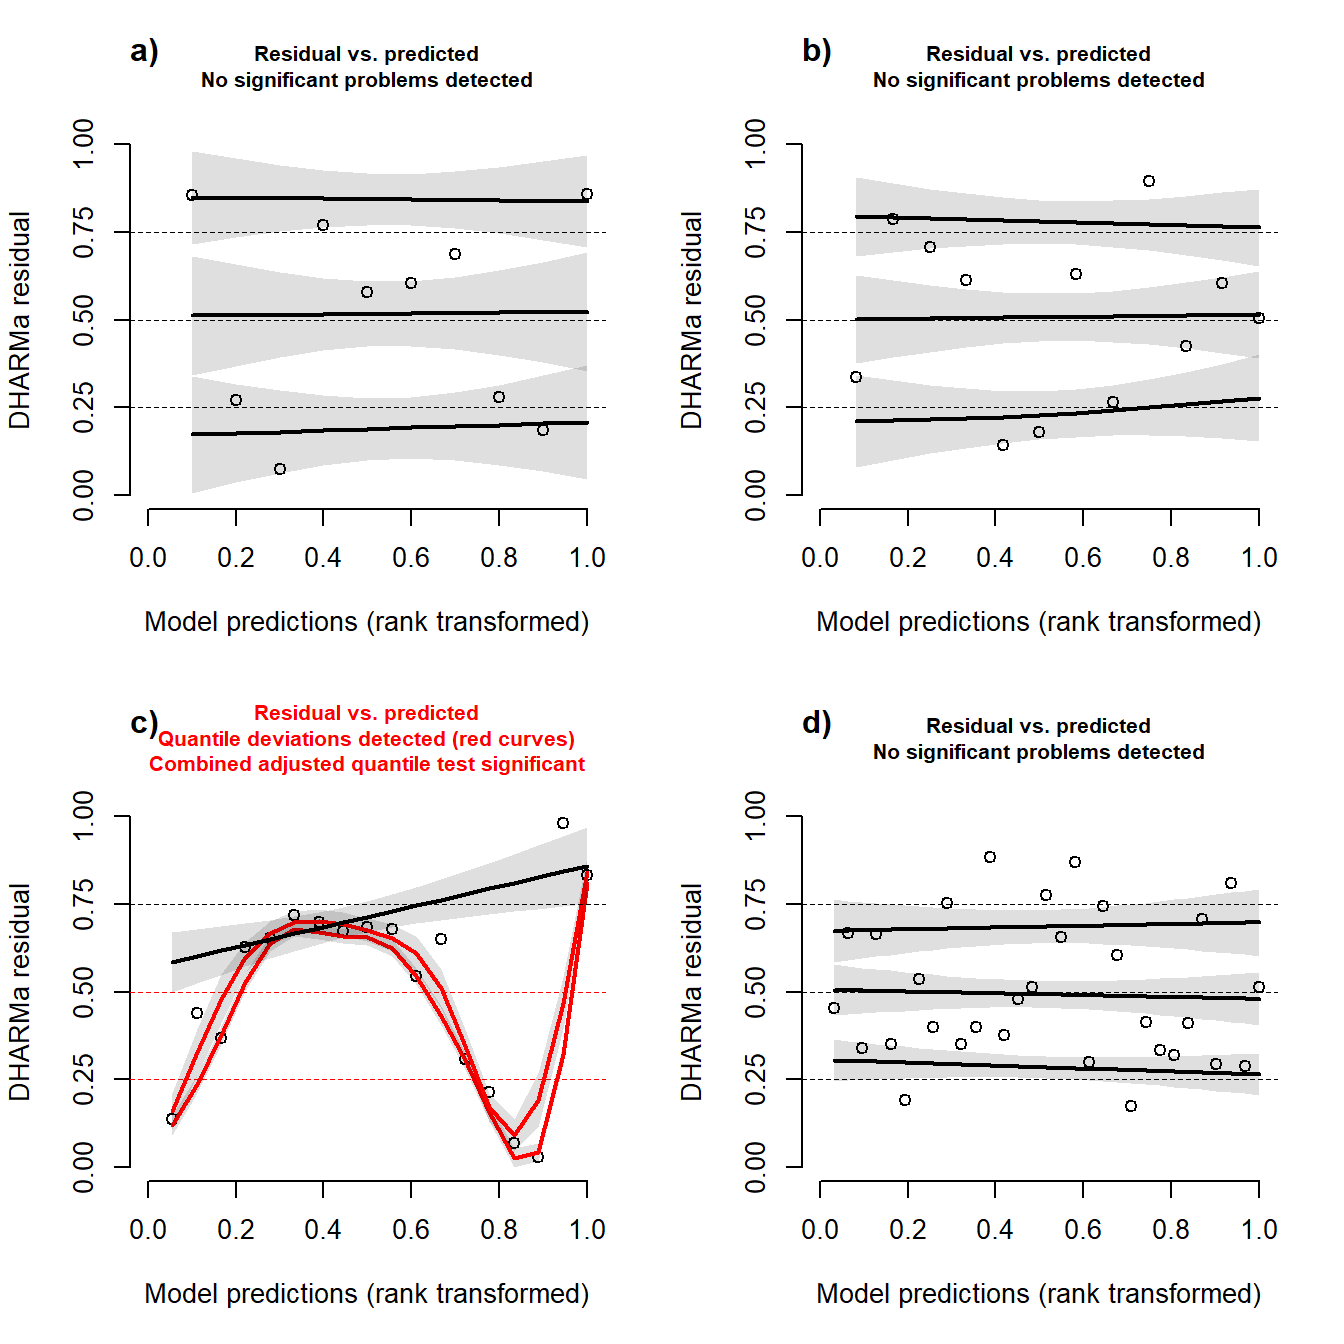 a)
Residual vs. predicted
No significant problems detected
DHARMa residual
1.00
0.75
0.50
0.25
0.00
0.0 0.2 0.4 0.6 0.8 1.0
Model predictions (rank transformed)
b)
Residual vs. predicted
No significant problems detected
DHARMa residual
1.00
0.75
0.50
0.25
0.00
0.0 0.2 0.4 0.6 0.8 1.0
Model predictions (rank transformed)
c)
Residual vs. predicted
Quantile deviations detected (red curves)
Combined adjusted quantile test significant
DHARMa residual
1.00
0.75
0.50
0.25
0.00
0.0 0.2 0.4 0.6 0.8 1.0
Model predictions (rank transformed)
d)
Residual vs. predicted
No significant problems detected
DHARMa residual
1.00
0.75
0.50
0.25
0.00
0.0 0.2 0.4 0.6 0.8 1.0
Model predictions (rank transformed)